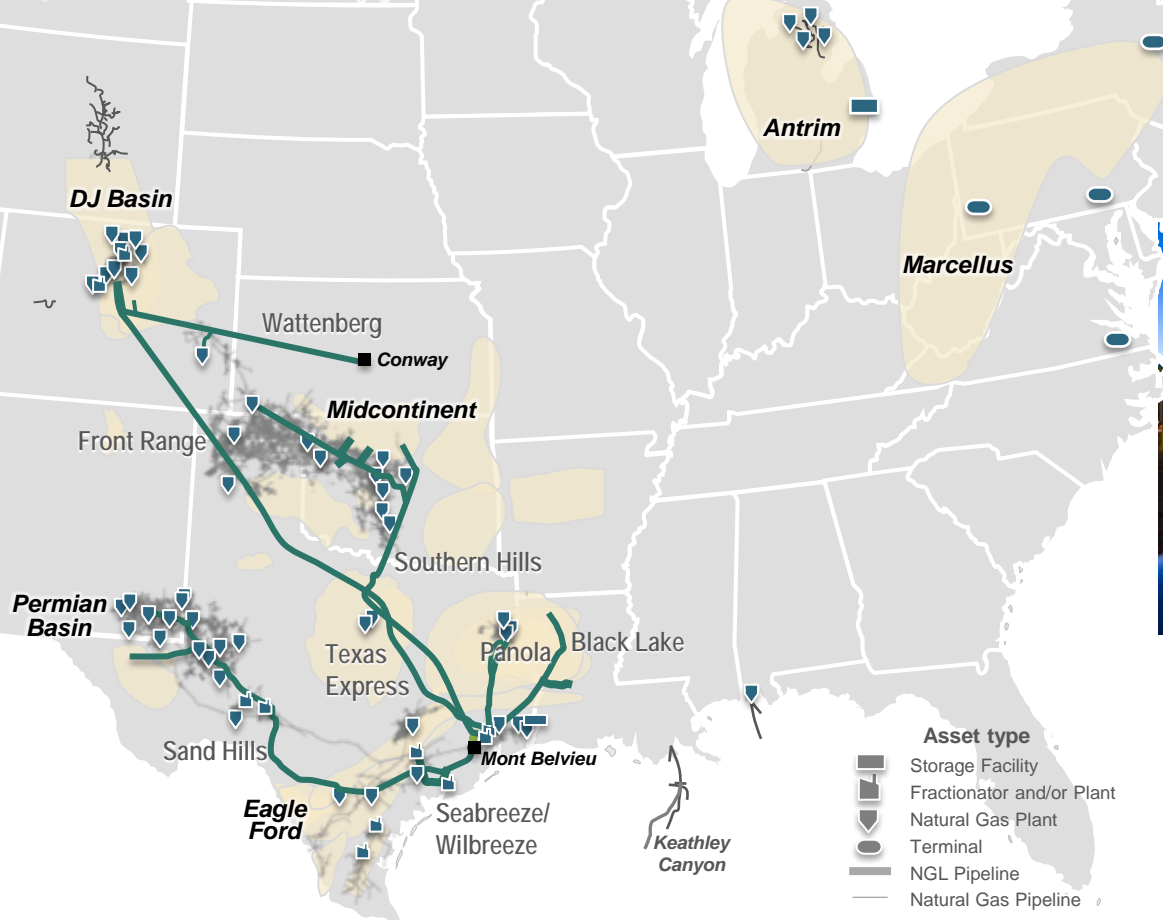 Antrim
DJ Basin
Marcellus
Wattenberg
Conway
Midcontinent
Front Range
Southern Hills
Permian
Basin
Black Lake
Panola
Texas
Express
Sand Hills
Mont Belvieu
Eagle
Ford
Seabreeze/
Wilbreeze
Keathley
Canyon
Asset type
Storage Facility
Fractionator and/or Plant
Natural Gas Plant
Terminal
NGL Pipeline
Natural Gas Pipeline